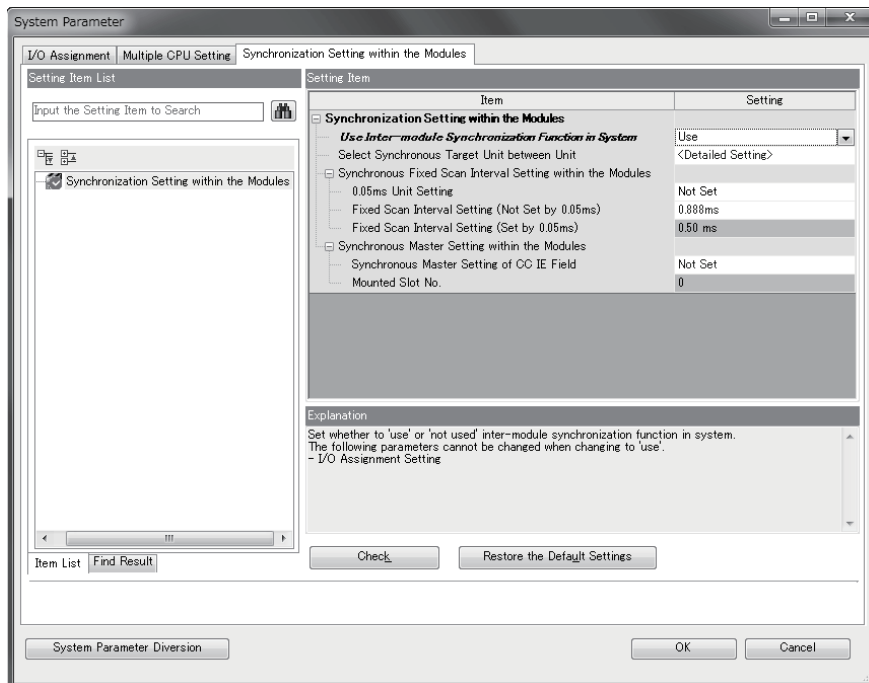 System Parameter
I/O Assignment Multiple CPU Setting Synchronization Setting within the Modules
Setting Item List
Input the Setting Item to Search
Synchronization Setting within the Modules
Item List Find Result
Setting Item
Item Setting
Synchronization Setting within the Modules
Use Inter-module Synchronization Function in System Use
Select Synchronous Target Unit between Unit <Detailed Setting>
Synchronous Fixed Scan Interval Setting within the Modules
0.05ms Unit Setting Not Set
Fixed Scan Interval Setting (Not Set by 0.05ms) 0.888ms
Fixed Scan Interval Setting (Set by 0.05ms) 0.50 ms
Synchronous Master Setting within the Modules
Synchronous Master Setting of CC IE Field Not Set
Mounted Slot No. 0
Explanation
Set whether to 'use' or 'not used' inter-module synchronization function in system.
The following parameters cannot be changed when changing to 'use'.
- I/O Assignment Setting
Check Restore the Default Settings
System Parameter Diversion OK Cancel